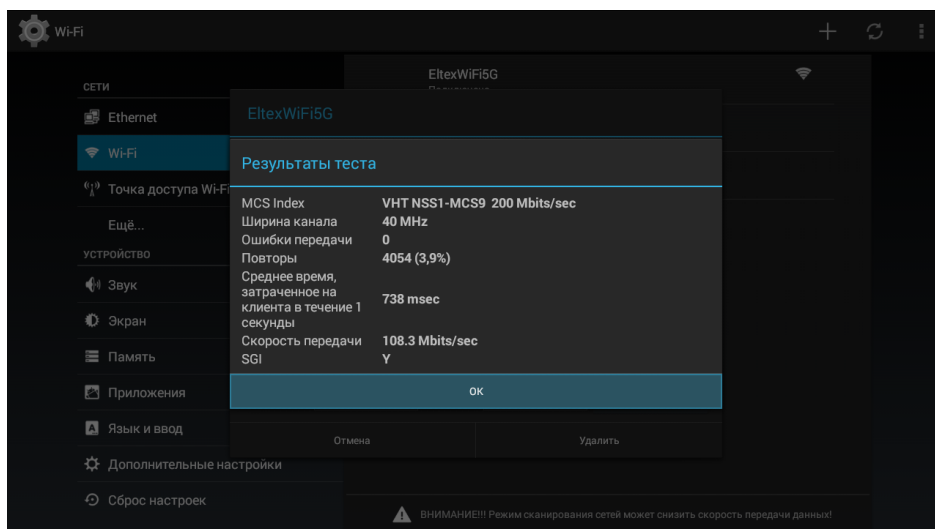 Wi-Fi
EltexWiFi5G
Подключено
СЕТИ
Ethernet
Wi-Fi
Точка доступа Wi-F
Ещё...
УСТРОЙСТВО
Звук
Экран
Память
Приложения
Язык и ввод
Дополнительные настройки
Сброс настроек
EltexWiFi5G
Результаты теста
MCS Index VHT NSS1-MCS9 200 Mbits/sec
Ширина канала 40 MHz
Ошибки передачи 0
Повторы 4054 (3,9%)
Среднее время,
затраченное на
клиента в течение 1
секунды
738 msec
Скорость передачи 108.3 Mbits/sec
SGI Y
ОК
Отмена Удалить
ВНИМАНИЕ!!! Режим сканирования сетей может снизить скорость передачи данных!